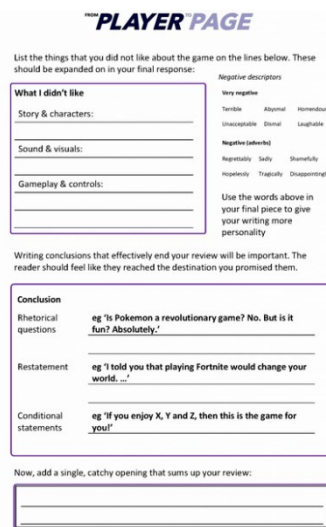 FROM PLAYER TO PAGE
List the things that you did not like about the game on the lines below. These
should be expanded on in your final response:
What I didn't like
Story & characters:
Sound & visuals:
Gameplay & controls:
Negative descriptors
Very negative
Terrible Abysmal Horrendous
Unacceptable Dismal Laughable
Negative (adverbs)
Regrettably Sadly Shamefully
Hopelessly Tragically Disappointingl
Use the words above in
your final piece to give
your writing more
personality
Writing conclusions that effectively end your review will be important. The
reader should feel like they reached the destination you promised them.
Conclusion
Rhetorical
questions
eg 'Is Pokemon a revolutionary game? No. But is it
fun? Absolutely.'
Restatement
eg 'I told you that playing Fortnite would change your
world. ...'
Conditional
statements
eg 'If you enjoy X, Y and Z, then this is the game for
you!'
Now, add a single, catchy opening that sums up your review: